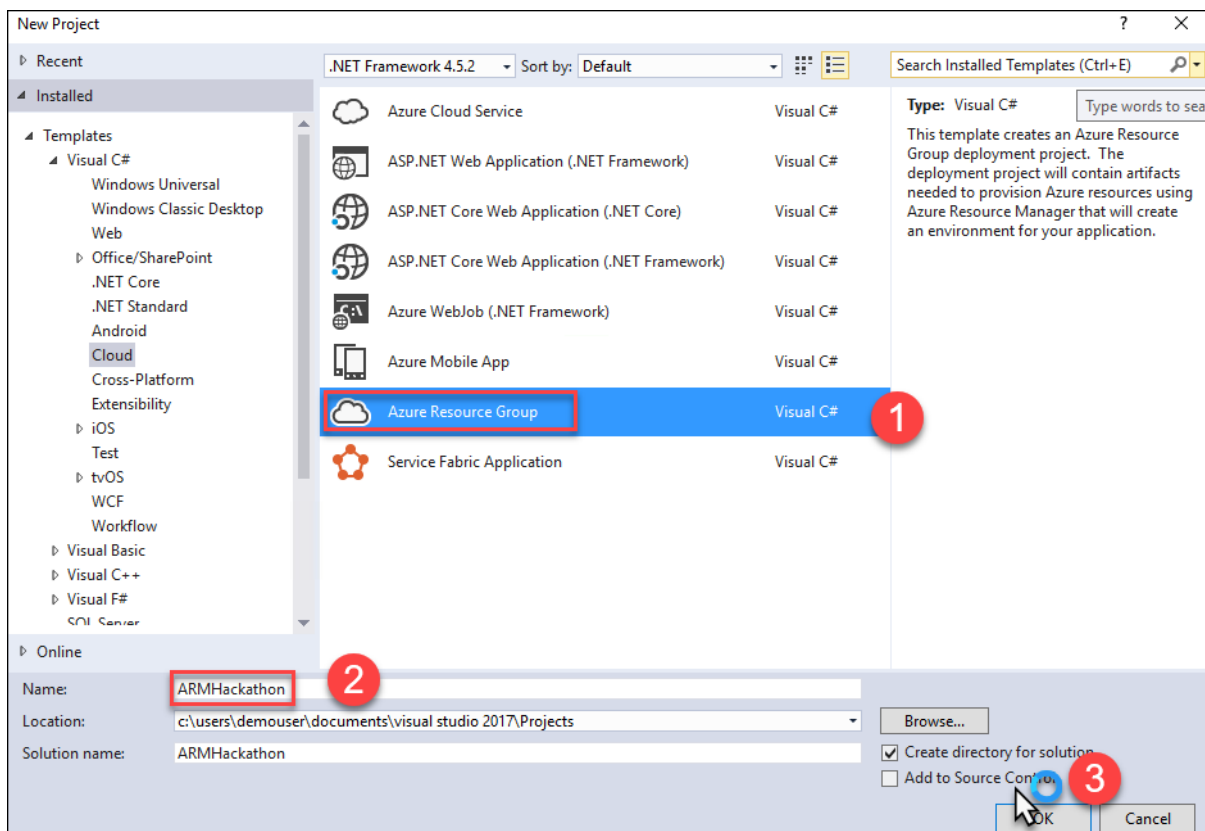 New Project
?
Recent
Installed
Templates
Visual C#
Windows Universal
Windows Classic Desktop
Web
Office/SharePoint
.NET Core
.NET Standard
Android
Cloud
Cross-Platform
Extensibility
iOS
Test
tvOS
WCF
Workflow
Visual Basic
Visual C++
Visual F#
SQL Server
Online
.NET Framework 4.5.2
Sort by: Default
Azure Cloud Service Visual C#
ASP.NET Web Application (.NET Framework) Visual C#
ASP.NET Core Web Application (.NET Core) Visual C#
ASP.NET Core Web Application (.NET Framework) Visual C#
Azure WebJob (.NET Framework) Visual C#
Azure Mobile App Visual C#
Azure Resource Group Visual C# 1
Service Fabric Application Visual C#
Search Installed Templates (Ctrl+E)
Type: Visual C#
Type words to sea
This template creates an Azure Resource
Group deployment project. The
deployment project will contain artifacts
needed to provision Azure resources using
Azure Resource Manager that will create
an environment for your application.
Name: ARMHackathon 2
Location: c:\users\demouser\documents\visual studio 2017\Projects
Browse...
Solution name: ARMHackathon
Create directory for solution
Add to Source Control
3
OK
Cancel